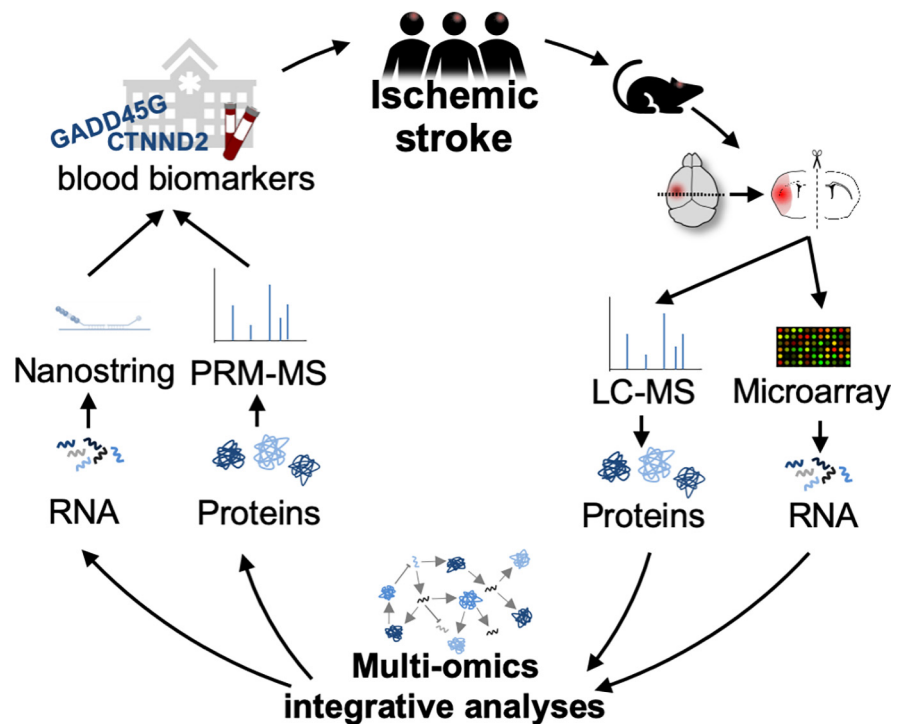 Ischemic
stroke
GADD45G
CTNND2
blood biomarkers
Nanostring
PRM-MS
LC-MS
Microarray
RNA
Proteins
Proteins
RNA
Multi-omics
integrative analyses